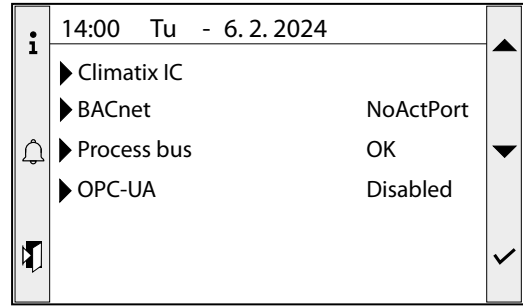 14:00 Tu - 6. 2. 2024
Climatix IC
BACnet NoActPort
Process bus OK
OPC-UA Disabled